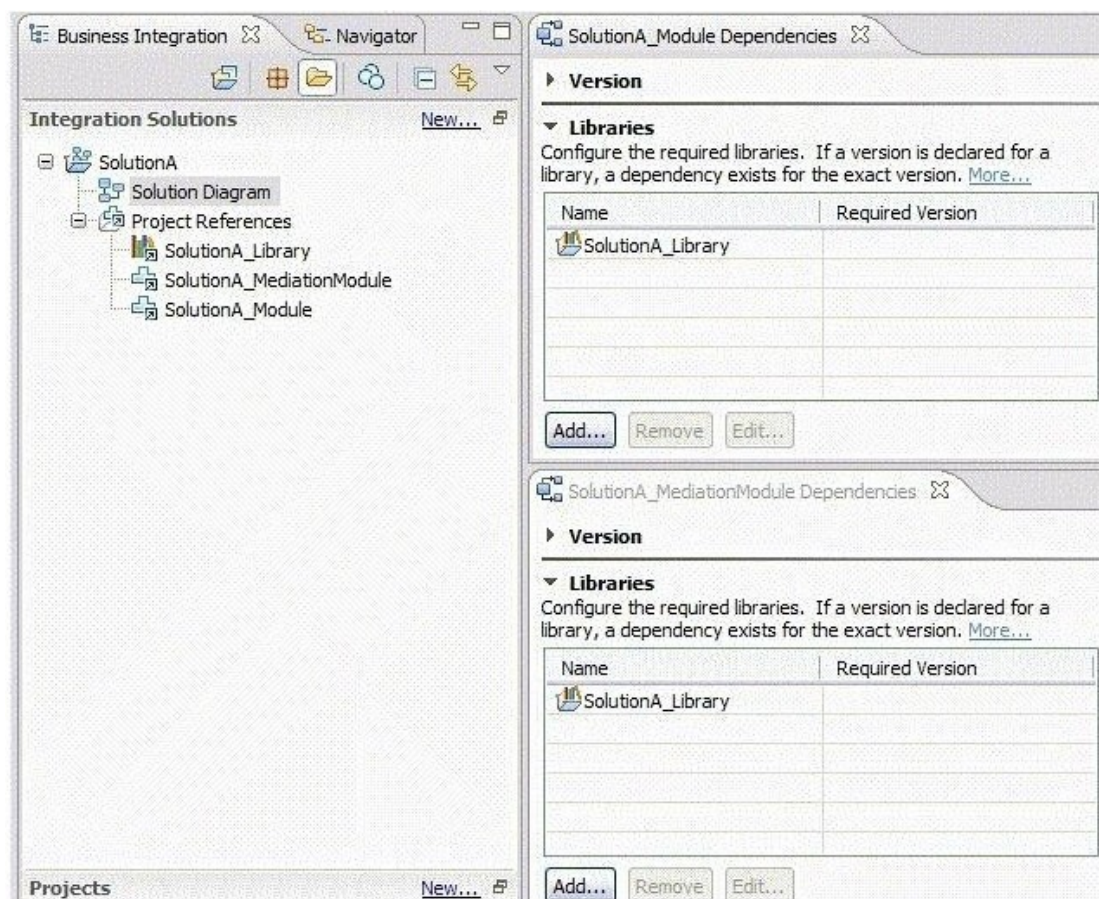 Business Integration
Navigator
Integration Solutions
New...
SolutionA
Solution Diagram
Project References
SolutionA_Library
SolutionA_MediationModule
SolutionA_Module
Projects
New...
SolutionA_Module Dependencies
Version
Libraries
Configure the required libraries. If a version is declared for a
library, a dependency exists for the exact version. More...
Name Required Version
SolutionA_Library
Add... Remove Edit...
SolutionA_MediationModule Dependencies
Version
Libraries
Configure the required libraries. If a version is declared for a
library, a dependency exists for the exact version. More...
Name Required Version
SolutionA_Library
Add... Remove Edit...